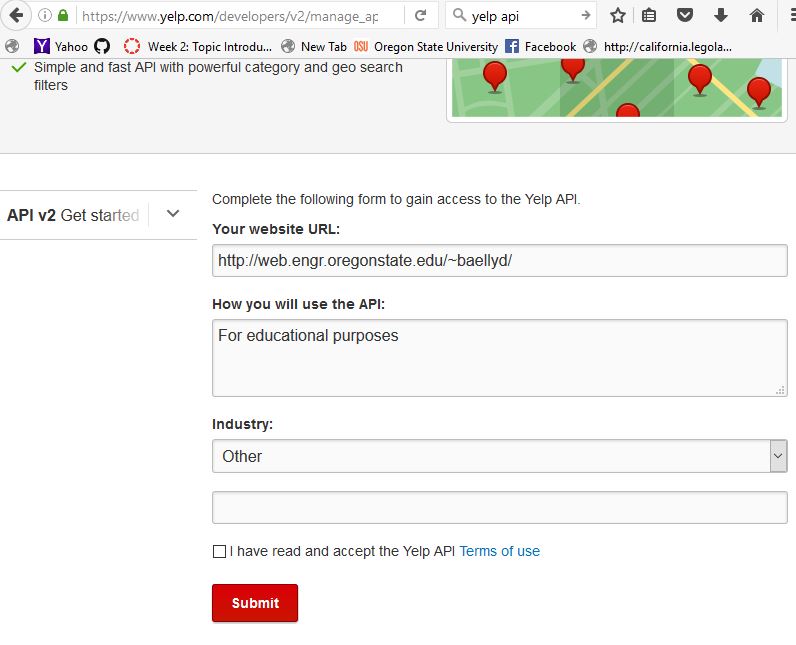 https://www.yelp.com/developers/v2/manage_ap
yelp api
Yahoo
Week 2: Topic Introdu...
New Tab
OSU
Oregon State University
Facebook
http://california.legola...
Simple and fast API with powerful category and geo search
filters
Complete the following form to gain access to the Yelp API.
API v2 Get started
Your website URL:
http://web.engr.oregonstate.edu/~baellyd/
How you will use the API:
For educational purposes
Industry:
Other
I have read and accept the Yelp API Terms of use
Submit